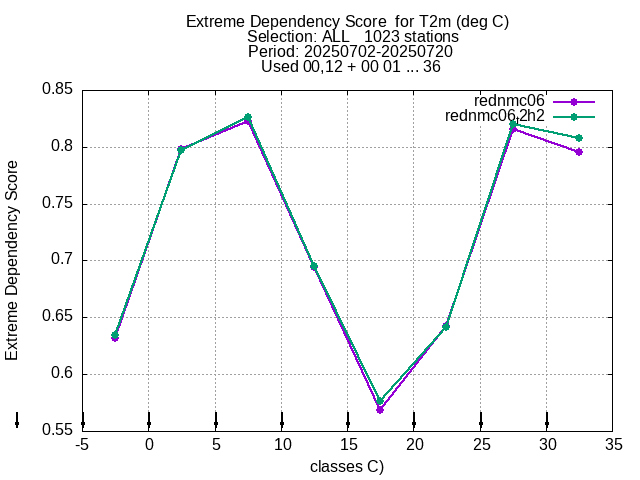 Extreme Dependency Score  for T2m (deg C)
Selection: ALL   1023 stations
Period: 20250702-20250720
Used 00,12 + 00 01 ... 36
rednmc06
rednmc06_2h2
Extreme Dependency Score
0.85
0.8
0.75
0.7
0.65
0.6
0.55
-5 0 5 10 15 20 25 30 35
classes C)